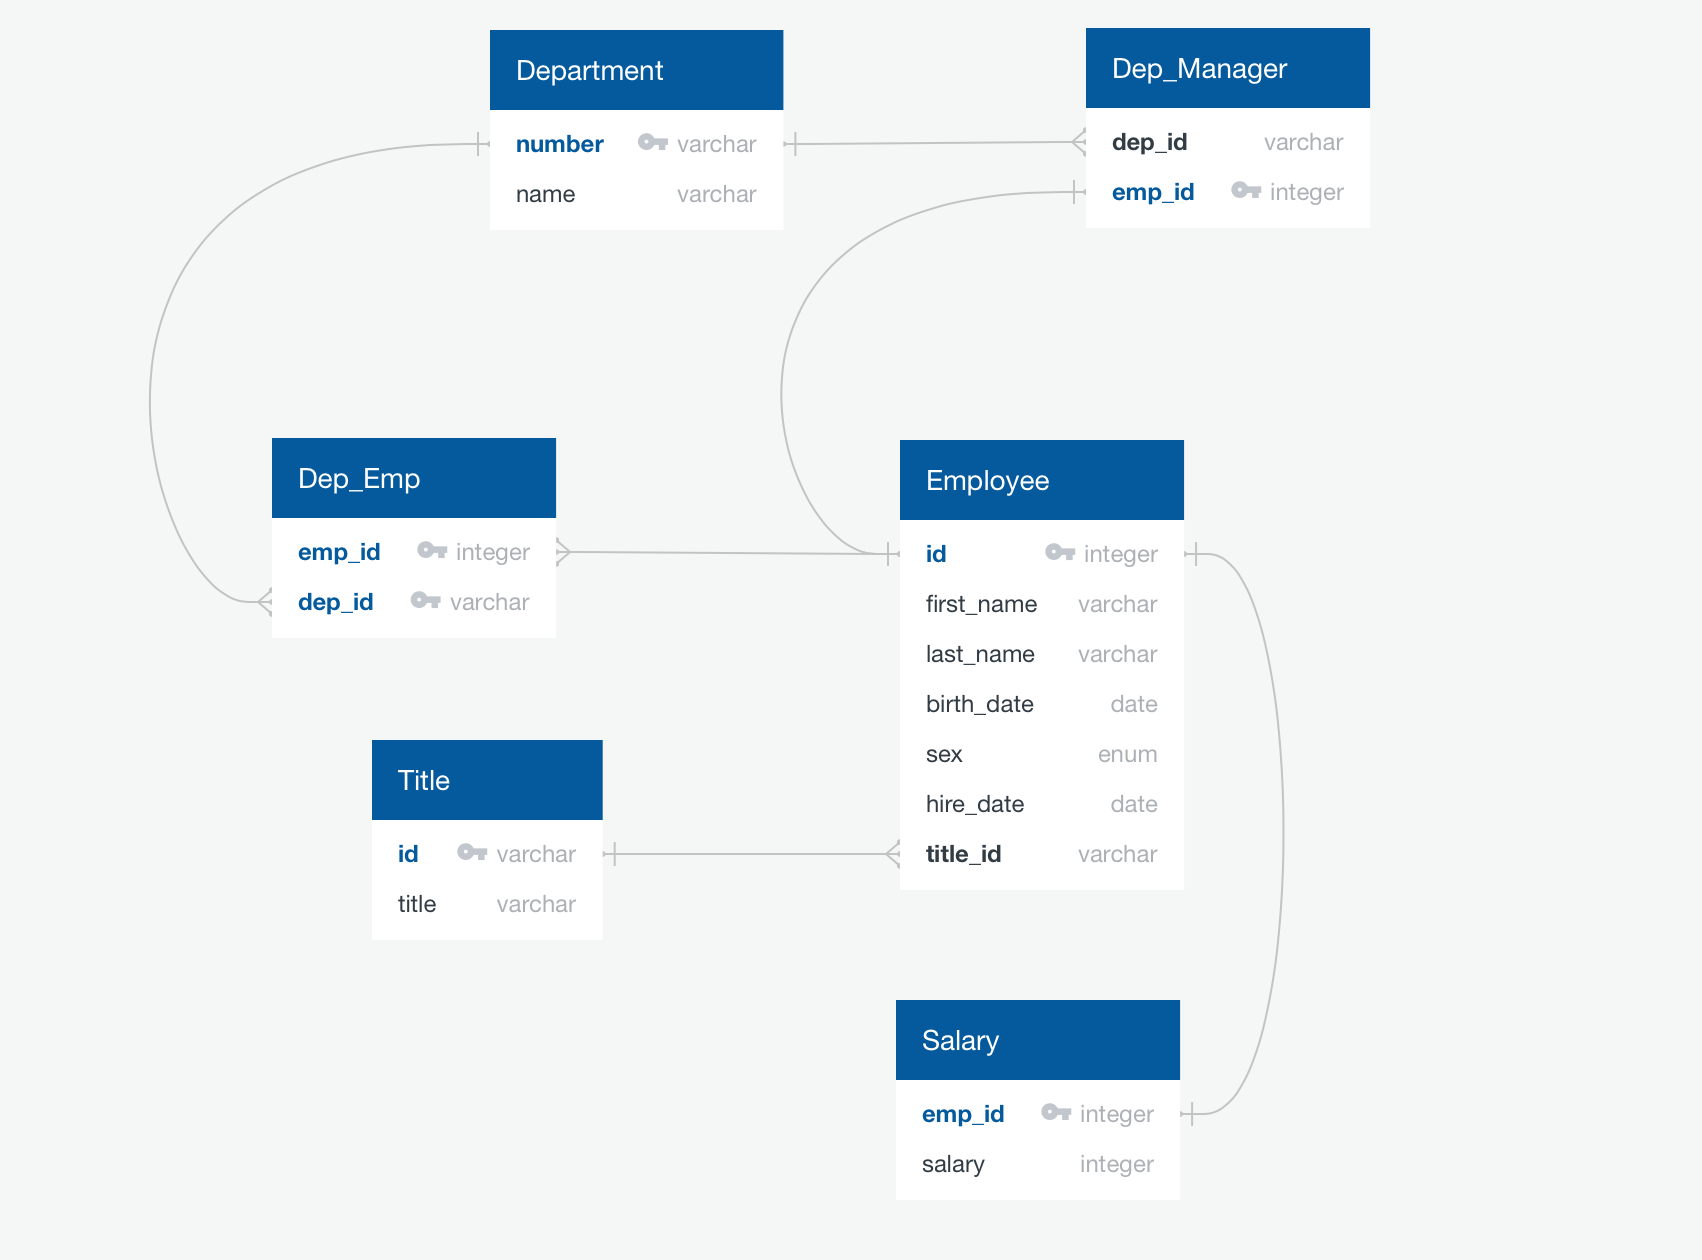 Department
number varchar
name varchar
Dep_Manager
dep_id varchar
emp_id integer
Dep_Emp
emp_id integer
dep_id varchar
Employee
id integer
first_name varchar
last_name varchar
birth_date date
sex enum
hire_date date
title_id varchar
Title
id varchar
title varchar
Salary
emp_id integer
salary integer